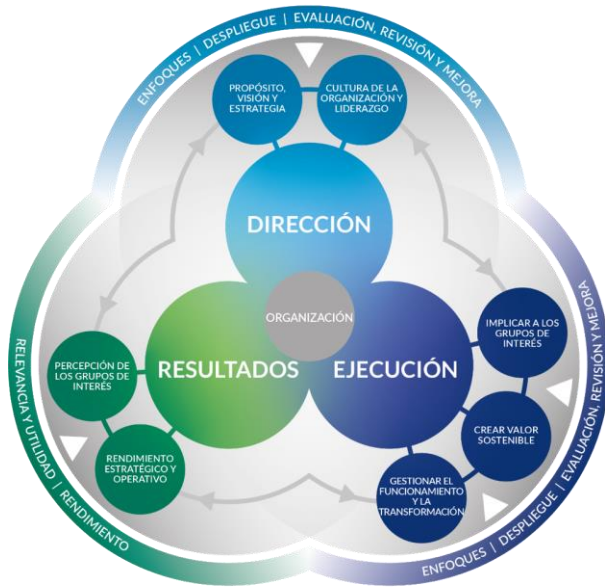 ENFOQUES | DESPLIEGUE | EVALUACIÓN, REVISIÓN Y MEJORA
PROPÓSITO,
VISIÓN Y
ESTRATEGIA
CULTURA DE LA
ORGANIZACIÓN Y
LIDERAZGO
DIRECCIÓN
ORGANIZACIÓN
RESULTADOS
EJECUCIÓN
PERCEPCIÓN DE
LOS GRUPOS DE
INTERÉS
RENDIMIENTO
ESTRATÉGICO Y
OPERATIVO
IMPLICAR A LOS
GRUPOS DE
INTERÉS
CREAR VALOR
SOSTENIBLE
GESTIONAR EL
FUNCIONAMIENTO
Y LA
TRANSFORMACIÓN
RELEVANCIA Y UTILIDAD | RENDIMIENTO
ENFOQUES | DESPLIEGUE | EVALUACIÓN, REVISIÓN Y MEJORA